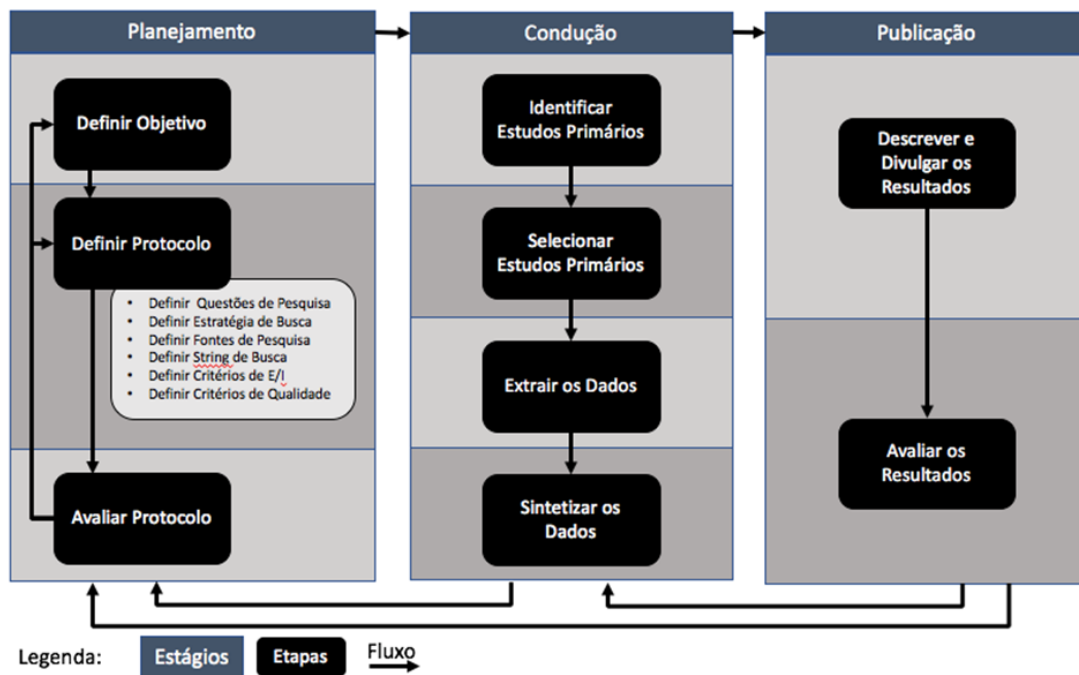 Planejamento
Condução
Publicação
Definir Objetivo
Definir Protocolo
• Definir Questões de Pesquisa
• Definir Estratégia de Busca
• Definir Fontes de Pesquisa
• Definir String de Busca
• Definir Critérios de E/I
• Definir Critérios de Qualidade
Avaliar Protocolo
Identificar
Estudos Primários
Selecionar
Estudos Primários
Extrair os Dados
Sintetizar os
Dados
Descrever e
Divulgar os
Resultados
Avaliar os
Resultados
Legenda:
Estágios
Etapas
Fluxo